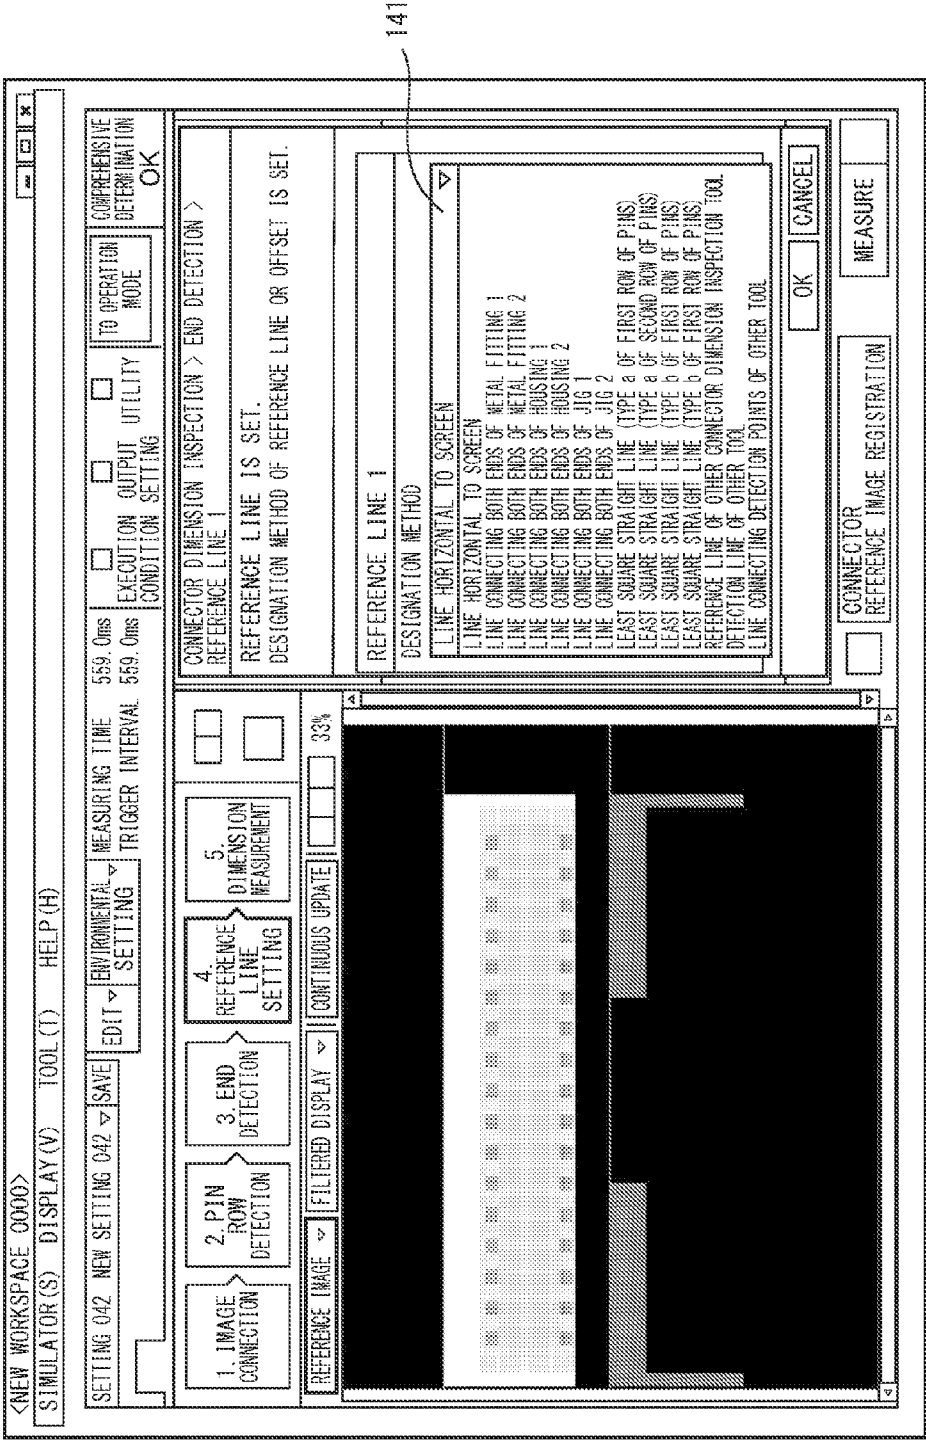 141
<NEW WORKSPACE 0000>
SIMULATOR(S) DISPLAY(V) TOOL(T) HELP(H)
SETTING 042 NEW SETTING 042 ▽ SAVE
EDIT ▽
ENVIRONMENTAL ▽
SETTING
MEASURING TIME 559.0ms
TRIGGER INTERVAL 559.0ms
EXECUTION
CONDITION
OUTPUT
SETTING
UTILITY
TO OPERATION
MODE
COMPREHENSIVE
DETERMINATION
OK
1. IMAGE
CONNECTION
2. PIN
ROW
DETECTION
3. END
DETECTION
4.
REFERENCE
LINE
SETTING
5.
DIMENSION
MEASUREMENT
REFERENCE IMAGE ▽
FILTERED DISPLAY ▽
CONTINUOUS UPDATE
33%
CONNECTOR DIMENSION INSPECTION > END DETECTION >
REFERENCE LINE 1
REFERENCE LINE IS SET.
DESIGNATION METHOD OF REFERENCE LINE OR OFFSET IS SET.
REFERENCE LINE 1
DESIGNATION METHOD
LINE HORIZONTAL TO SCREEN ▽
LINE HORIZONTAL TO SCREEN
LINE CONNECTING BOTH ENDS OF METAL FITTING 1
LINE CONNECTING BOTH ENDS OF METAL FITTING 2
LINE CONNECTING BOTH ENDS OF HOUSING 1
LINE CONNECTING BOTH ENDS OF HOUSING 2
LINE CONNECTING BOTH ENDS OF JIG 1
LINE CONNECTING BOTH ENDS OF JIG 2
LEAST SQUARE STRAIGHT LINE (TYPE a OF FIRST ROW OF PINS)
LEAST SQUARE STRAIGHT LINE (TYPE a OF SECOND ROW OF PINS)
LEAST SQUARE STRAIGHT LINE (TYPE b OF FIRST ROW OF PINS)
LEAST SQUARE STRAIGHT LINE (TYPE b OF FIRST ROW OF PINS)
REFERENCE LINE OF OTHER CONNECTOR DIMENSION INSPECTION TOOL
DETECTION LINE OF OTHER TOOL
LINE CONNECTING DETECTION POINTS OF OTHER TOOL
OK CANCEL
CONNECTOR
REFERENCE IMAGE REGISTRATION
MEASURE